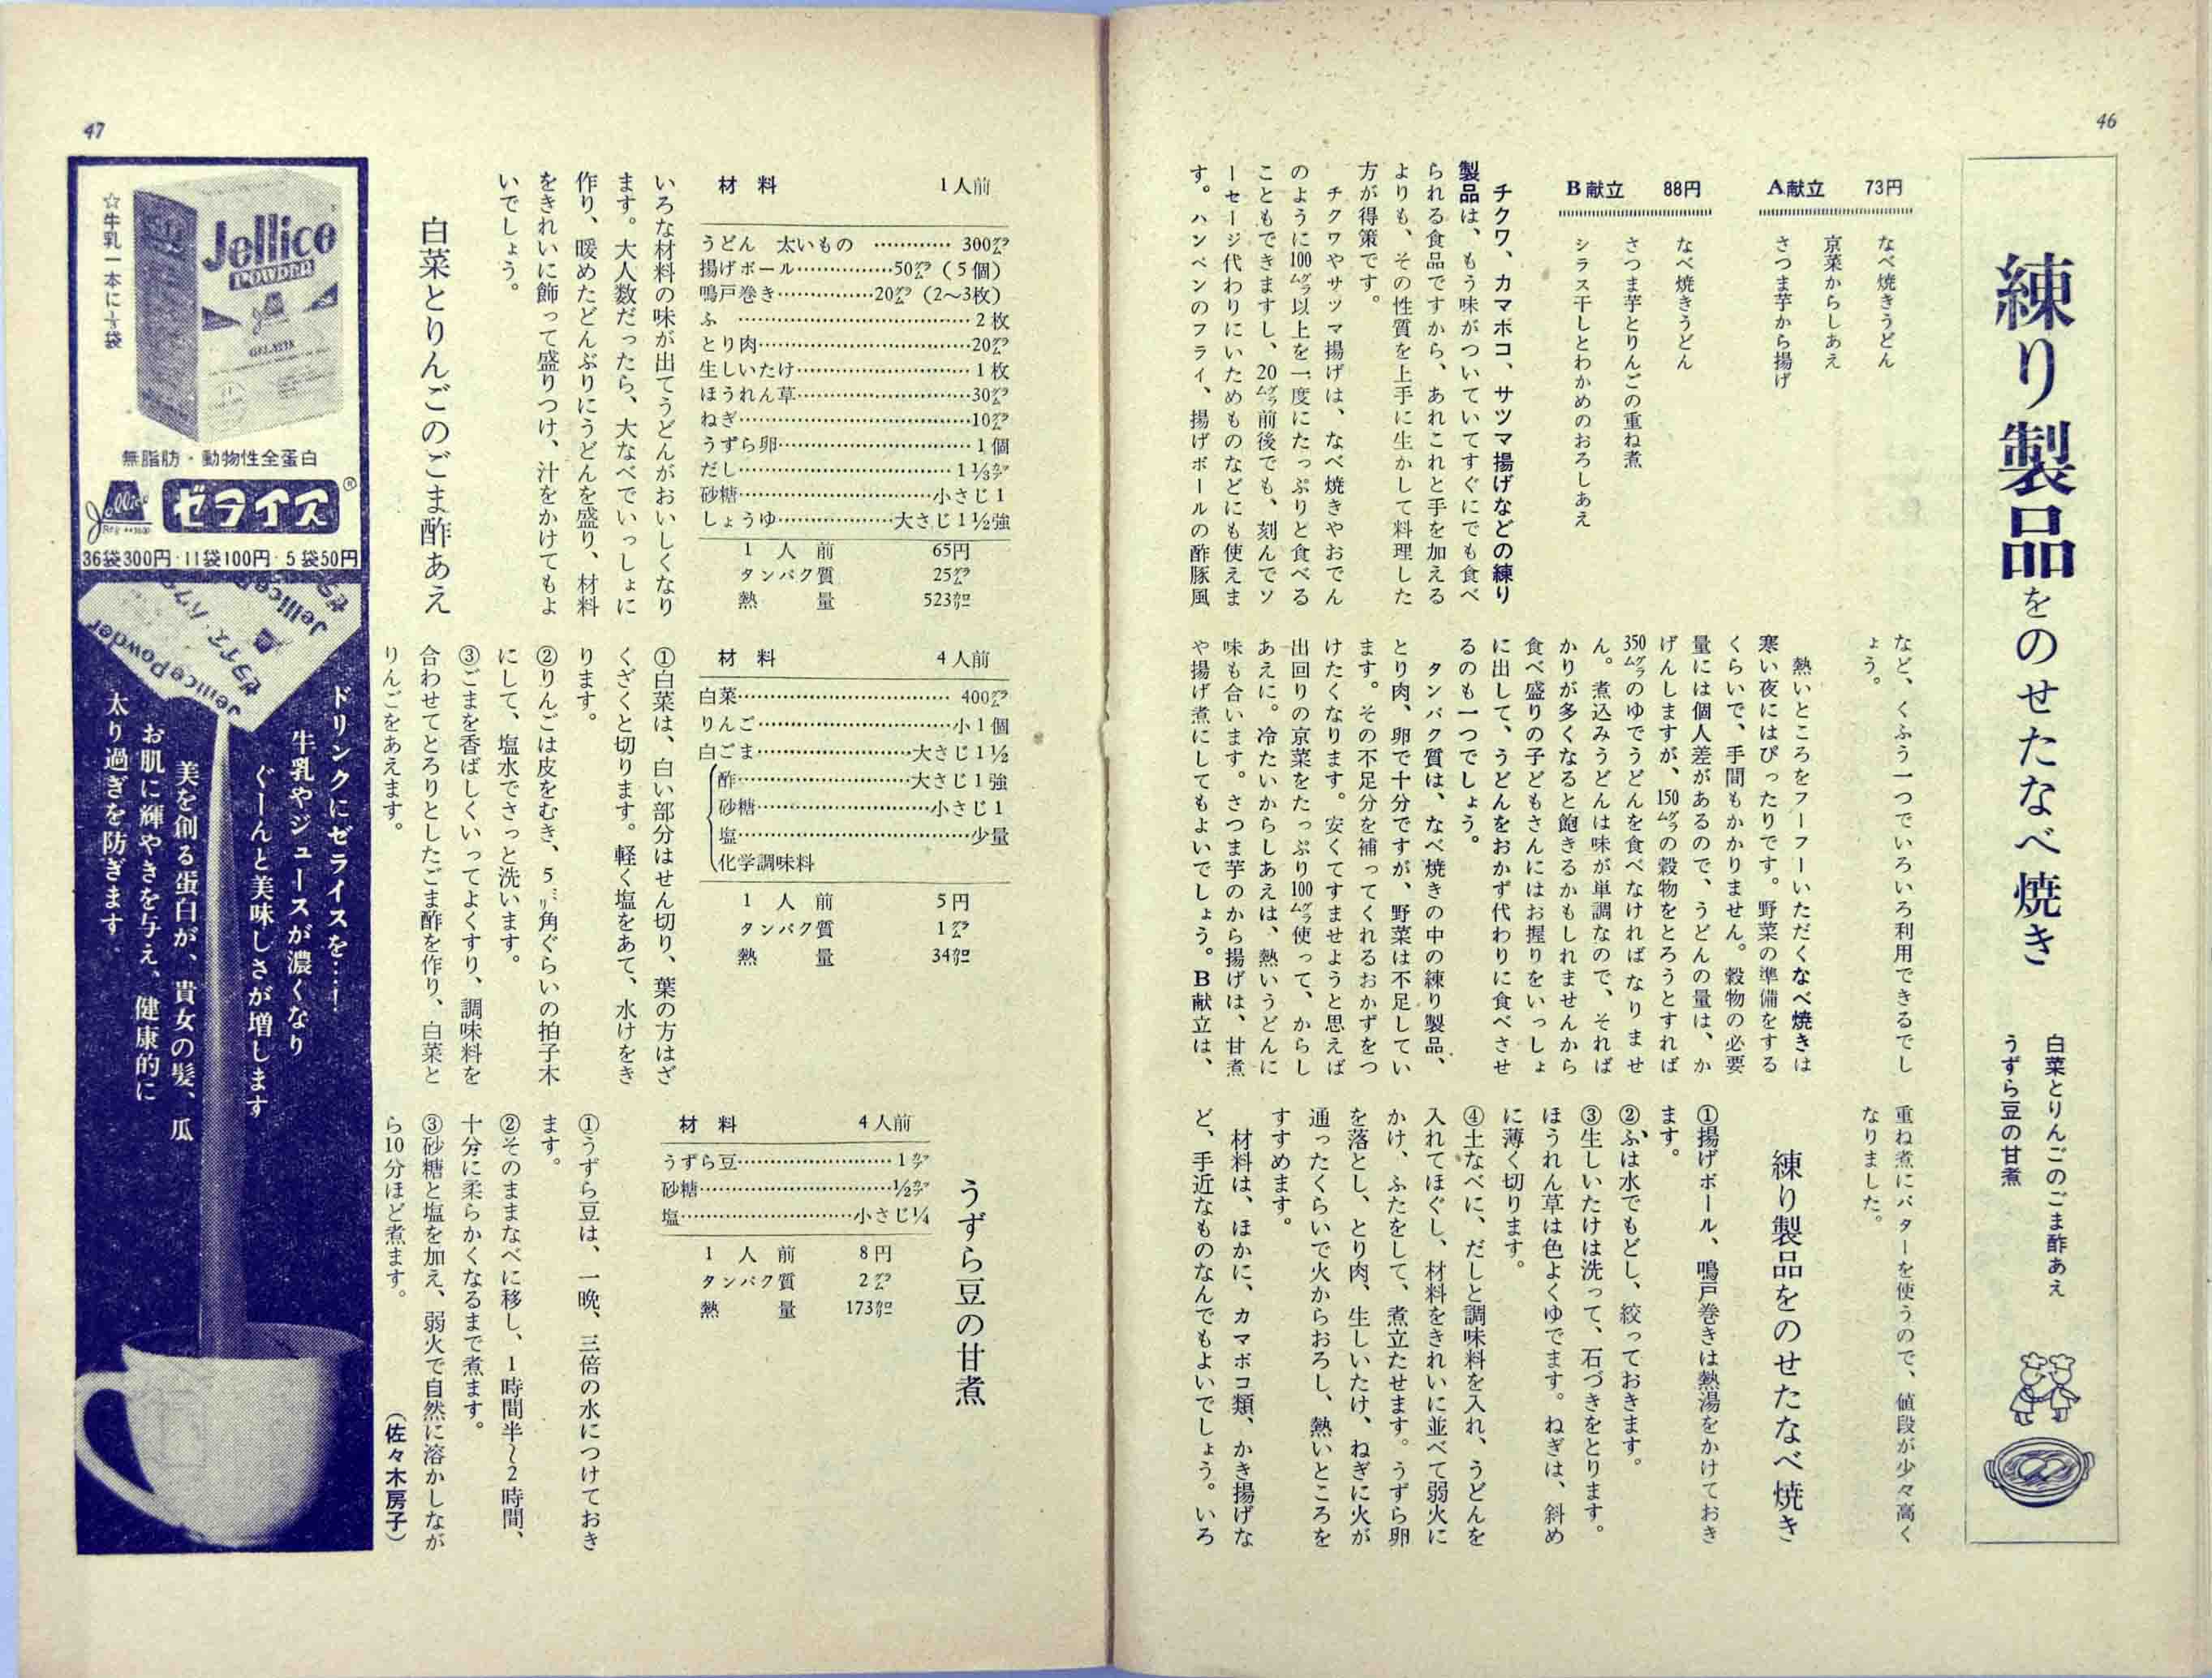 46
練り製品をのせたなべ焼き
白菜とりんごのごま酢あえ
うずら豆の甘煮
A献立 73円
なべ焼きうどん
京菜からしあえ
さつま芋から揚げ
B献立 88円
なべ焼きうどん
さつま芋とりんごの重ね煮
シラス干しとわかめのおろしあえ
チクワ、カマボコ、サツマ揚げなどの練り
製品は、もう味がついていてすぐにでも食べ
られる食品ですから、あれこれと手を加える
よりも、その性質を上手に生かして料理した
方が得策です。
チクワやサツマ揚げは、なべ焼きやおでん
のように100グラム以上を一度にたっぷりと食べる
こともできますし、20グラム前後でも、刻んでソ
ーセージ代わりにいためものなどにも使えま
す。ハンペンのフライ、揚げボールの酢豚風
など、くふう一つでいろいろ利用できるでし
ょう。
熱いところをフーフーいただくなべ焼きは
寒い夜にはぴったりです。野菜の準備をする
くらいで、手間もかかりません。穀物の必要
量には個人差があるので、うどんの量は、か
げんしますが、150グラムの穀物をとろうとすれば
350グラムのゆでうどんを食べなければなりませ
ん。煮込みうどんは味が単調なので、そればか
かりが多くなると飽きるかもしれませんから
食べ盛りの子どもさんにはお握りをいっしょ
に出して、うどんをおかず代わりに食べさせ
るのも一つでしょう。
タンパク質は、なべ焼きの中の練り製品、
とり肉、卵で十分ですが、野菜は不足してい
ます。その不足分を補ってくれるおかずをつ
けたくなります。安くてすませようと思えば
出回りの京菜をたっぷり100グラム使って、からし
あえに。冷たいからしあえは、熱いうどんに
味も合います。さつま芋のから揚げは、甘煮
や揚げ煮にしてもよいでしょう。B献立は、
重ね煮にバターを使うので、値段が少々高く
なりました。
練り製品をのせたなべ焼き
①揚げボール、鳴戸巻きは熱湯をかけておき
ます。
②ふは水でもどし、絞っておきます。
③生しいたけは洗って、石づきをとります。
ほうれん草は色よくゆでます。ねぎは、斜め
に薄く切ります。
④土なべに、だしと調味料を入れ、うどんを
入れてほぐし、材料をきれいに並べて弱火に
かけ、ふたをして、煮立たせます。うずら卵
を落とし、とり肉、生しいたけ、ねぎに火が
通ったくらいで火からおろし、熱いところを
すすめます。
材料は、ほかに、カマボコ類、かき揚げな
ど、手近なものなんでもよいでしょう。いろ
47
材料 1人前
うどん 太いもの ………… 300グラム
揚げボール……………50グラム（5個）
鳴戸巻き……………20グラム（2〜3枚）
ふ ……………………………2枚
とり肉……………………………20グラム
生しいたけ………………………1枚
ほうれん草………………………30グラム
ねぎ………………………………10グラム
うずら卵…………………………1個
だし……………………………1⅓カップ
砂糖…………………………小さじ1
しょうゆ………………大さじ1½強
1人前 65円
タンパク質 25グラム
熱量 523カロリー
いろな材料の味が出てうどんがおいしくなり
ます。大人数だったら、大なべでいっしょに
作り、暖めたどんぶりにうどんを盛り、材料
をきれいに飾って盛りつけ、汁をかけてもよ
いでしょう。
白菜とりんごのごま酢あえ
材料 4人前
白菜…………………………… 400グラム
りんご…………………………小1個
白ごま……………………大さじ1½
酢………………………大さじ1強
砂糖………………………小さじ1
塩………………………………少量
化学調味料
1人前 5円
タンパク質 1グラム
熱量 34カロリー
①白菜は、白い部分はせん切り、葉の方はざ
くざくと切ります。軽く塩をあて、水けをき
ります。
②りんごは皮をむき、5ミリ角ぐらいの拍子木
にして、塩水でさっと洗います。
③ごまを香ばしくいってよくすり、調味料を
合わせてとろりとしたごま酢を作り、白菜と
りんごをあえます。
うずら豆の甘煮
材料 4人前
うずら豆……………………1カップ
砂糖…………………………½カップ
塩………………………小さじ¼
1人前 8円
タンパク質 2グラム
熱量 173カロリー
①うずら豆は、一晩、三倍の水につけておき
ます。
②そのままなべに移し、1時間半〜2時間、
十分に柔らかくなるまで煮ます。
③砂糖と塩を加え、弱火で自然に溶かしなが
ら10分ほど煮ます。
（佐々木房子）
Jellice
POWDER
GELATIN
☆牛乳一本に½袋
無脂肪・動物性全蛋白
Jellice
ゼライス®
36袋300円・11袋100円・5袋50円
Jellice Powder
ゼライス・パウダー
ドリンクにゼライスを……!
牛乳やジュースが濃くなり
ぐーんと美味しさが増します
美を創る蛋白が、貴女の髪、瓜
お肌に輝やきを与え、健康的に
太り過ぎを防ぎます.